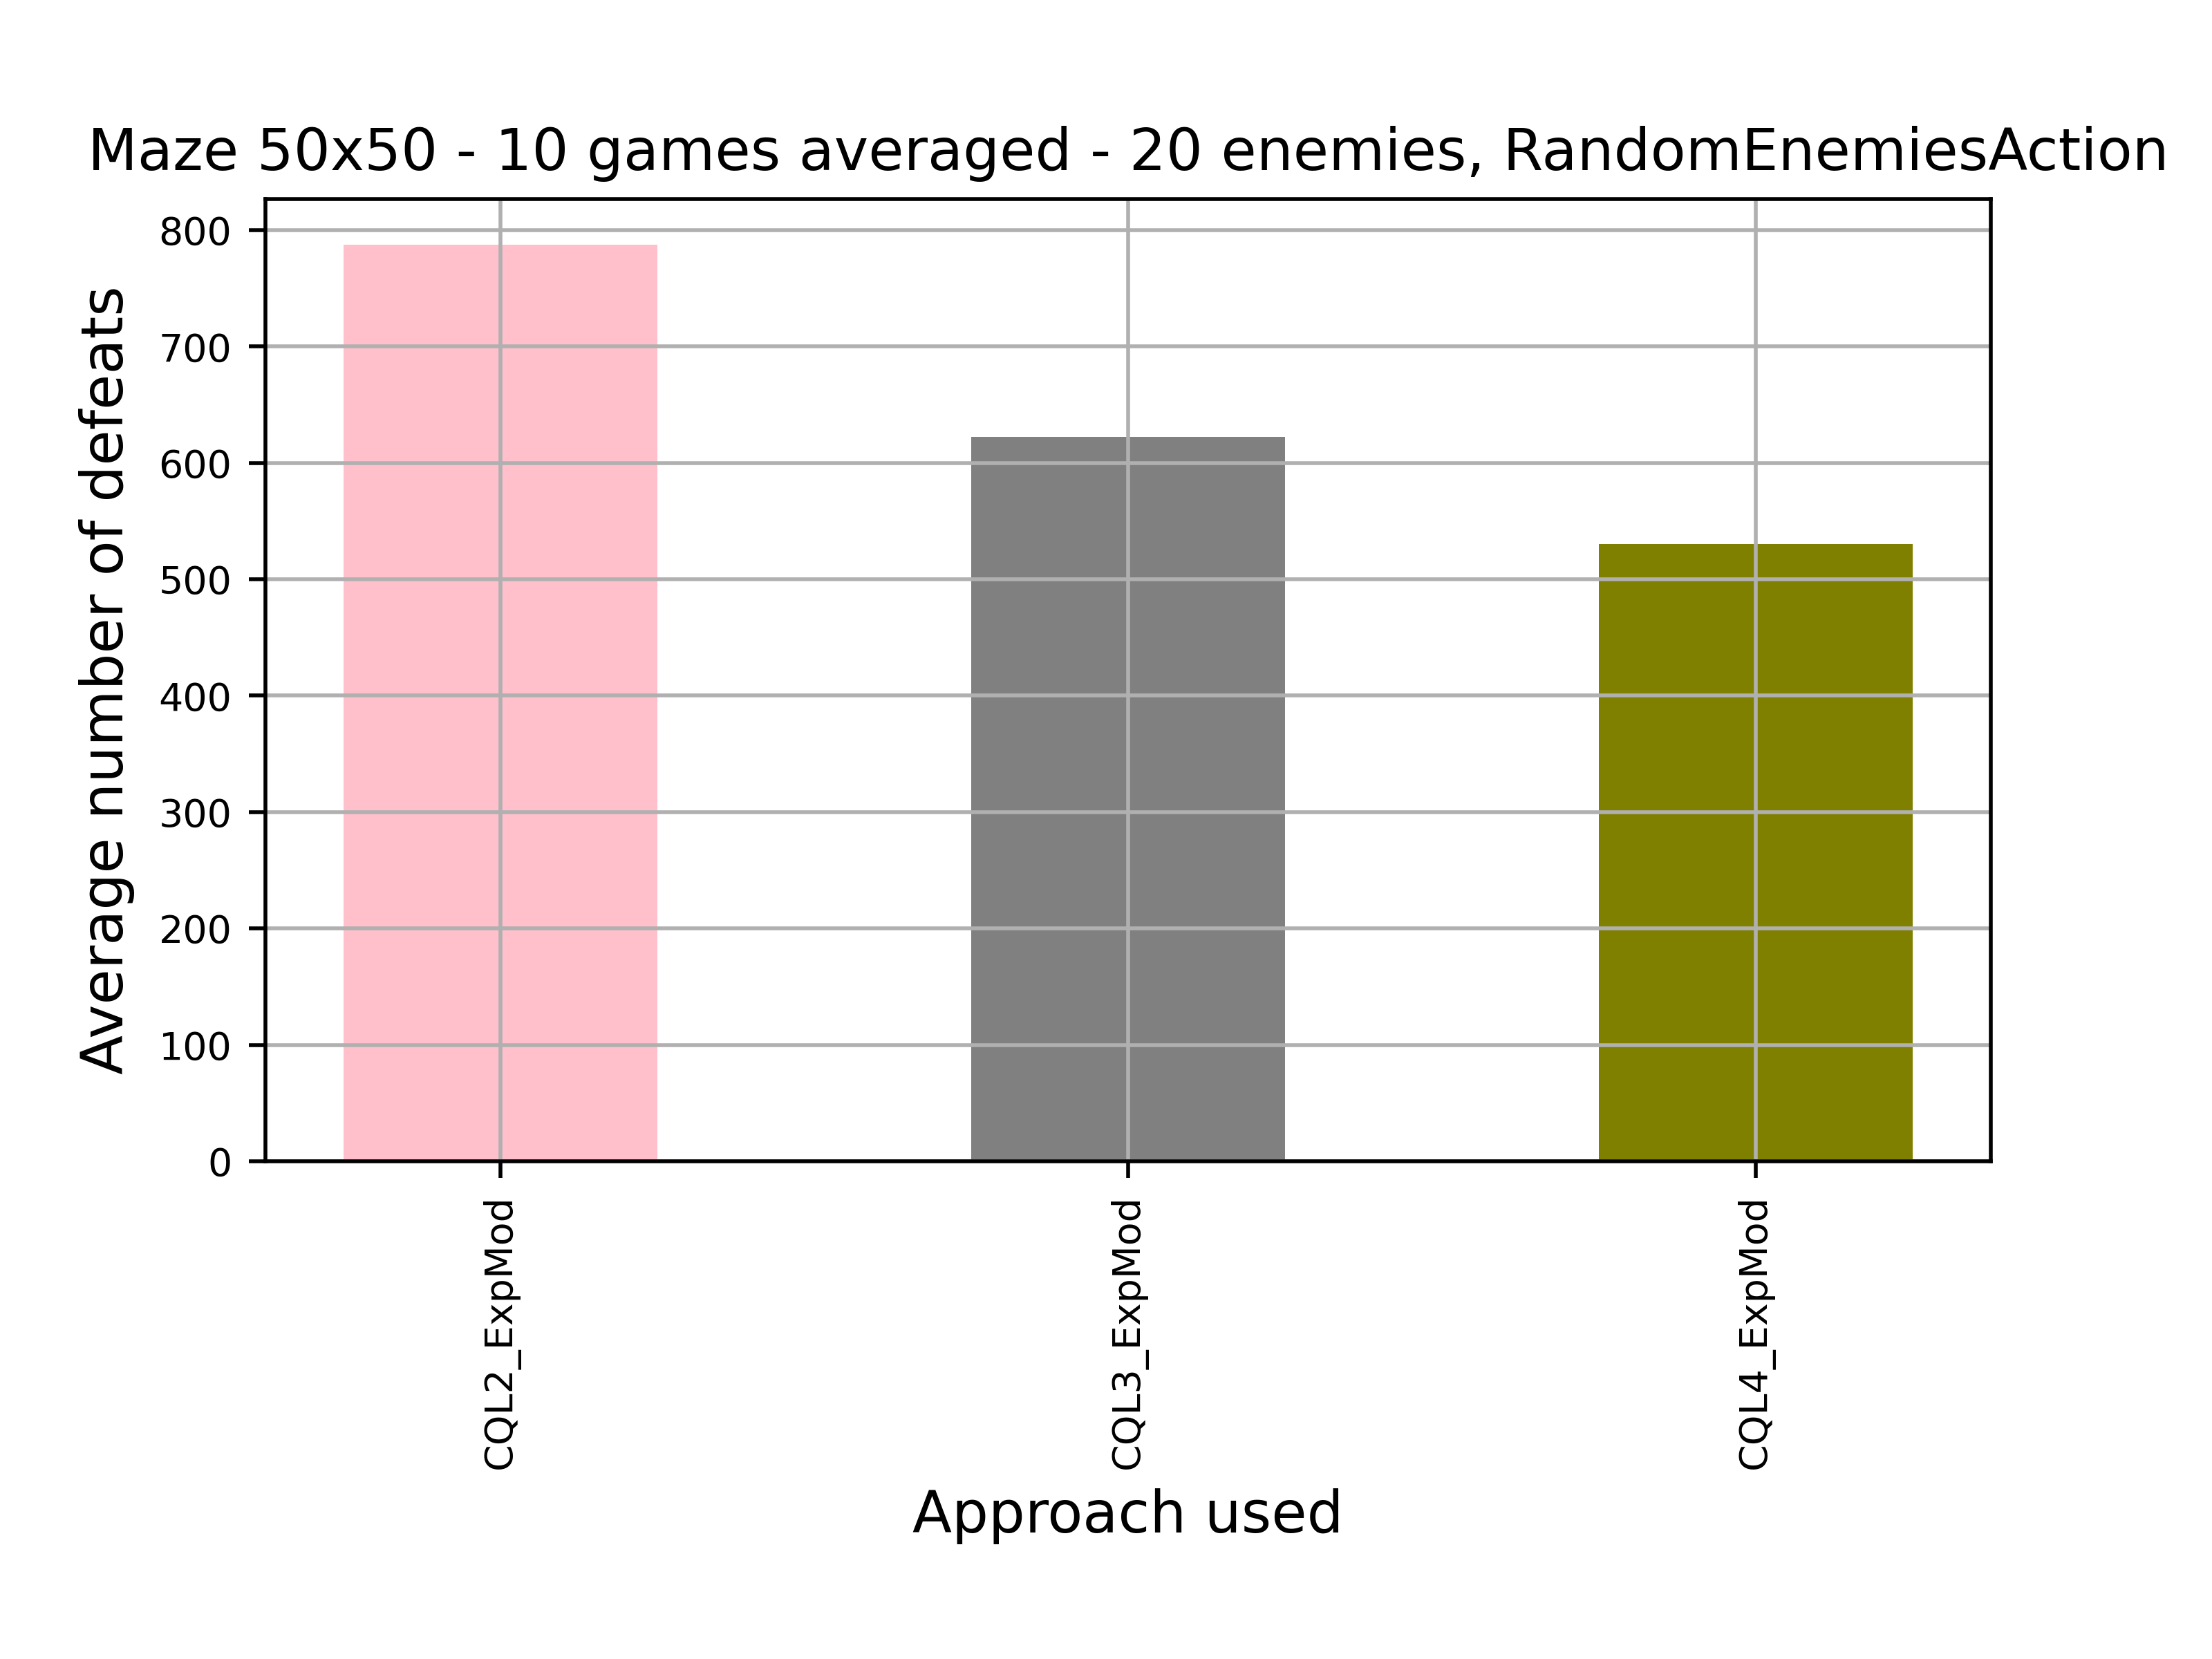 Maze 50x50 - 10 games averaged - 20 enemies, RandomEnemiesAction
Average number of defeats
800
700
600
500
400
300
200
100
0
CQL2_ExpMod
CQL3_ExpMod
CQL4_ExpMod
Approach used